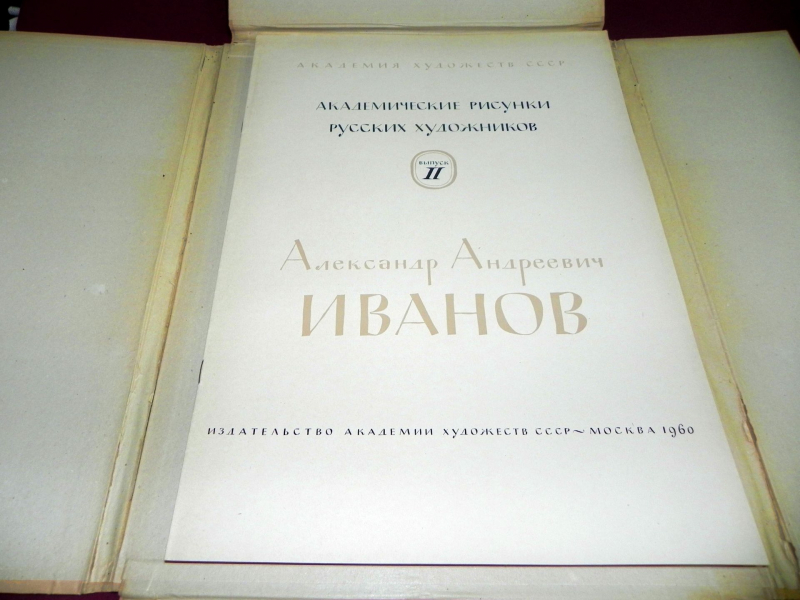 АКАДЕМИЯ ХУДОЖЕСТВ СССР
АКАДЕМИЧЕСКИЕ РИСУНКИ
РУССКИХ ХУДОЖНИКОВ
ВЫПУСК
II
Александр Андреевич
ИВАНОВ
ИЗДАТЕЛЬСТВО АКАДЕМИИ ХУДОЖЕСТВ СССР ~ МОСКВА 1960